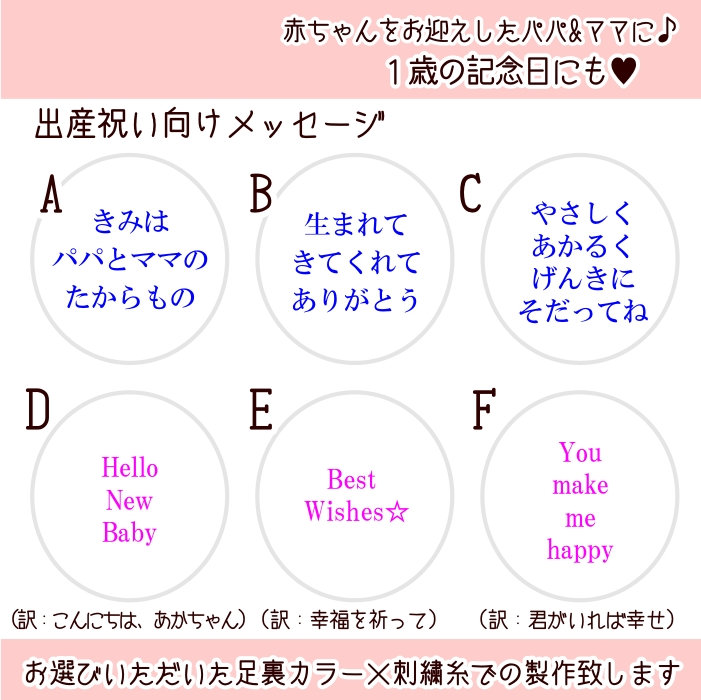 赤ちゃんをお迎えしたパパ&ママに♪
１歳の記念日にも♥
出産祝い向けメッセージ
A
きみは
パパとママの
たからもの
B
生まれて
きてくれて
ありがとう
C
やさしく
あかるく
げんきに
そだってね
D
Hello
New
Baby
(訳：こんにちは、あかちゃん)
E
Best
Wishes☆
(訳：幸福を祈って)
F
You
make
me
happy
(訳：君がいれば幸せ)
お選びいただいた足裏カラー×刺繍糸での製作致します